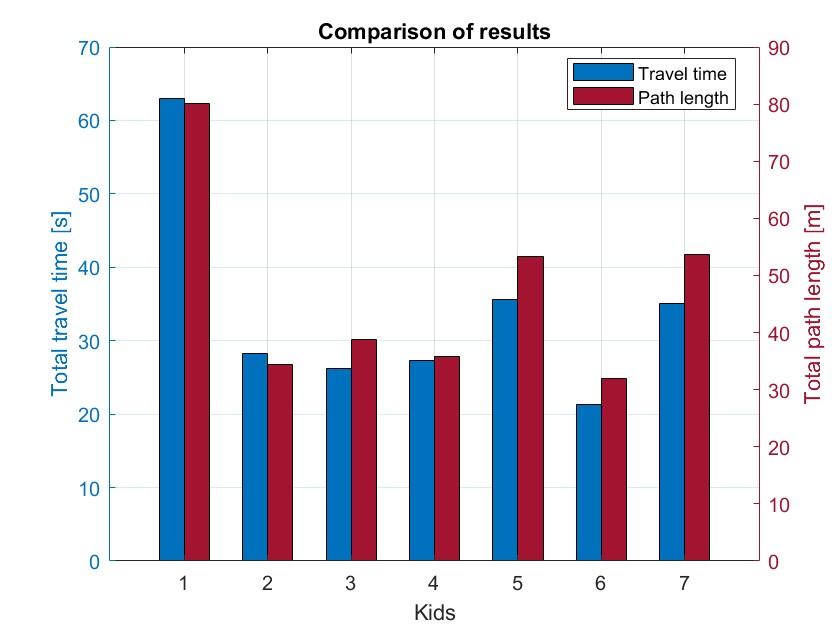 Comparison of results
Travel time
Path length
Total travel time [s]
70
60
50
40
30
20
10
0
Total path length [m]
90
80
70
60
50
40
30
20
10
0
1 2 3 4 5 6 7
Kids